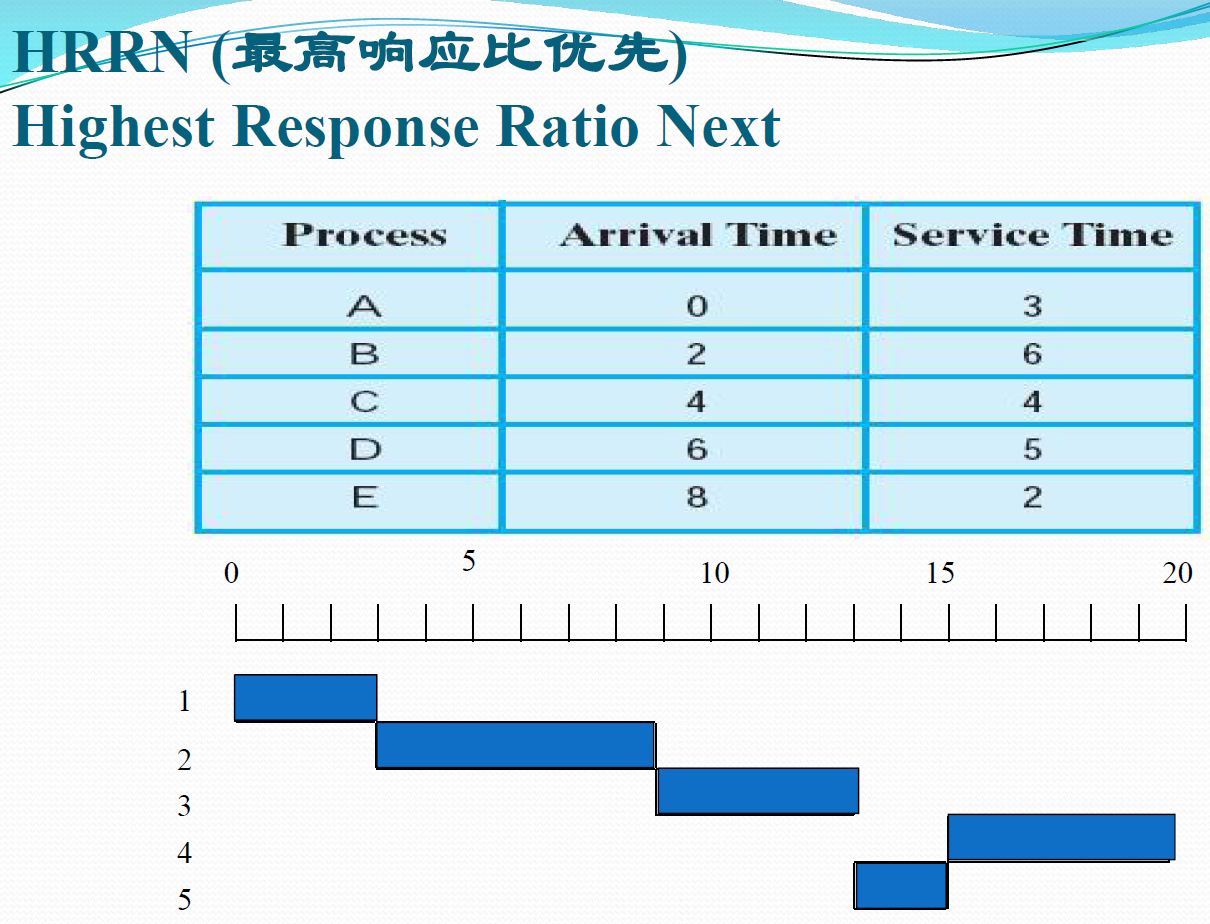 HRRN (最高响应比优先)
Highest Response Ratio Next
Process Arrival Time Service Time
A 0 3
B 2 6
C 4 4
D 6 5
E 8 2
0 5 10 15 20
1
2
3
4
5